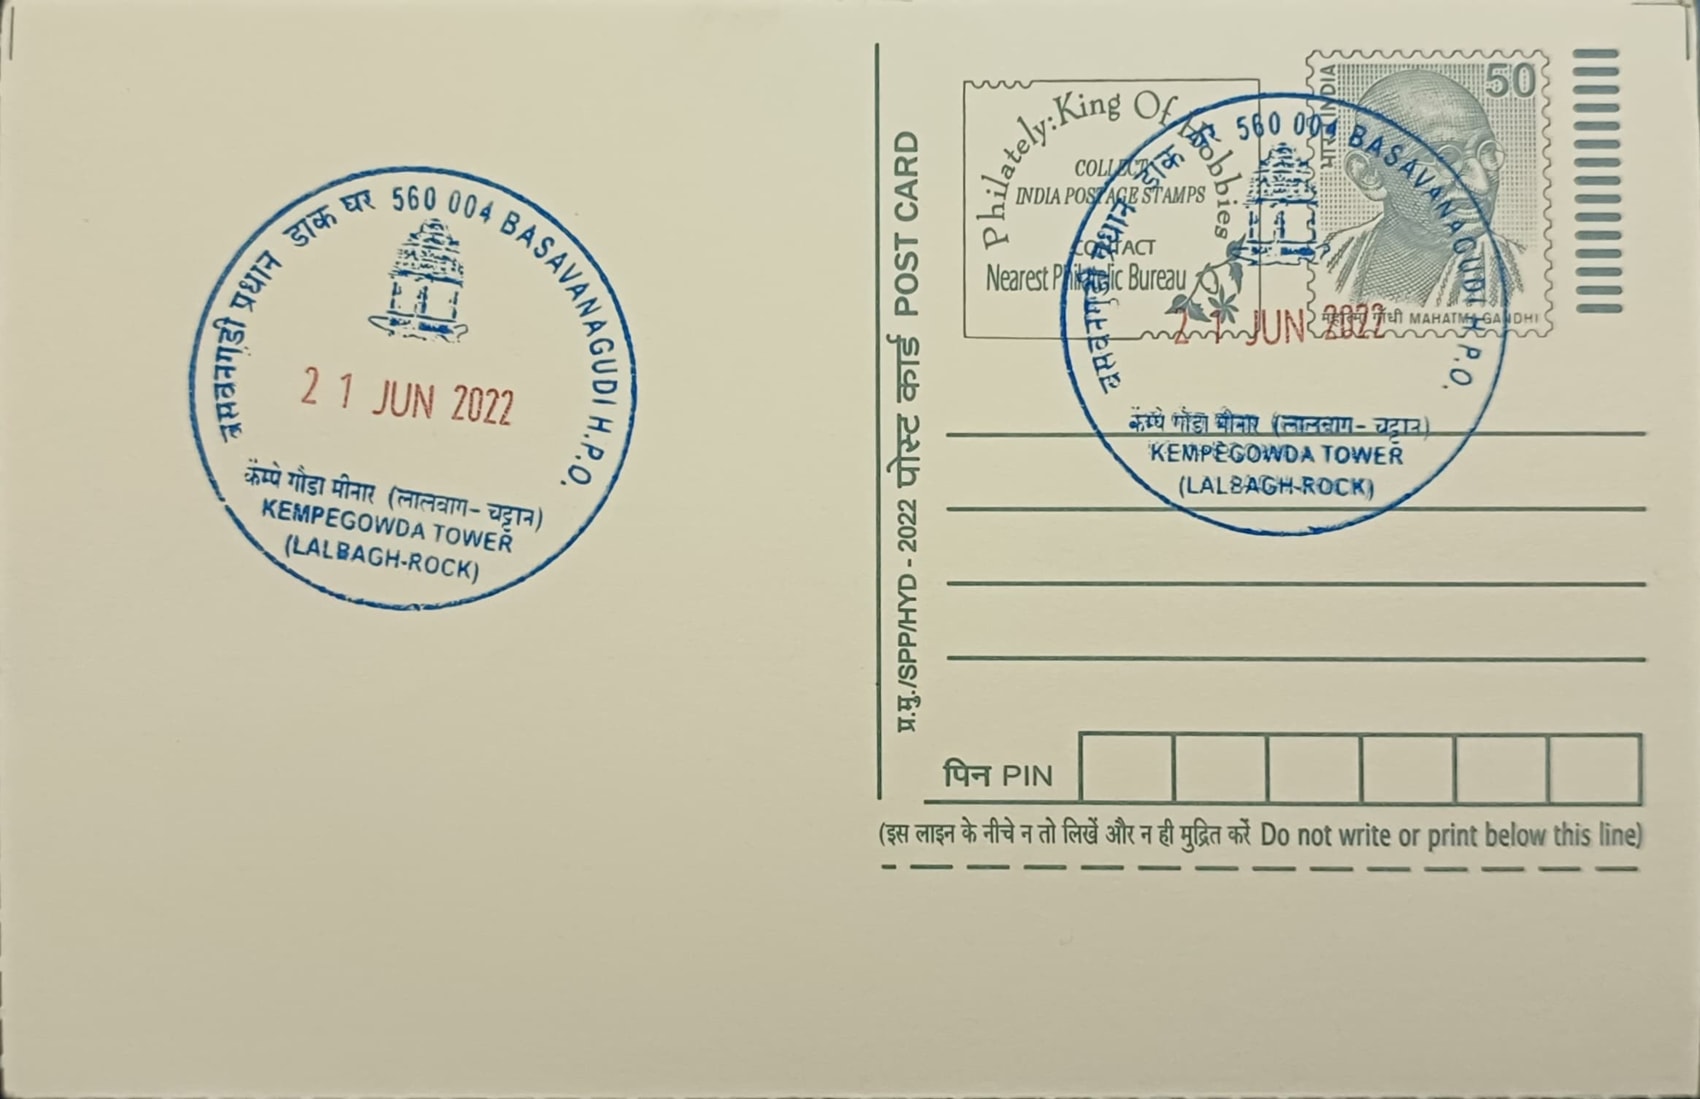 बसवनगुडी प्रधान डाक घर 560 004 BASAVANAGUDI H.P.O.
21 JUN 2022
केंम्पे गौडा मीनार (लालबाग- चट्टान)
KEMPEGOWDA TOWER
(LALBAGH-ROCK)
प्र.मु./SPP/HYD - 2022 पोस्ट कार्ड POST CARD
Philately: King Of Hobbies
COLLECT
INDIA POSTAGE STAMPS
CONTACT
Nearest Philatelic Bureau
भारत INDIA
50
महात्मा गाँधी MAHATMA GANDHI
बसवनगुडी प्रधान डाक घर 560 004 BASAVANAGUDI H.P.O.
21 JUN 2022
केंम्पे गौडा मीनार (लालबाग- चट्टान)
KEMPEGOWDA TOWER
(LALBAGH-ROCK)
पिन PIN
(इस लाइन के नीचे न तो लिखें और न ही मुद्रित करें Do not write or print below this line)